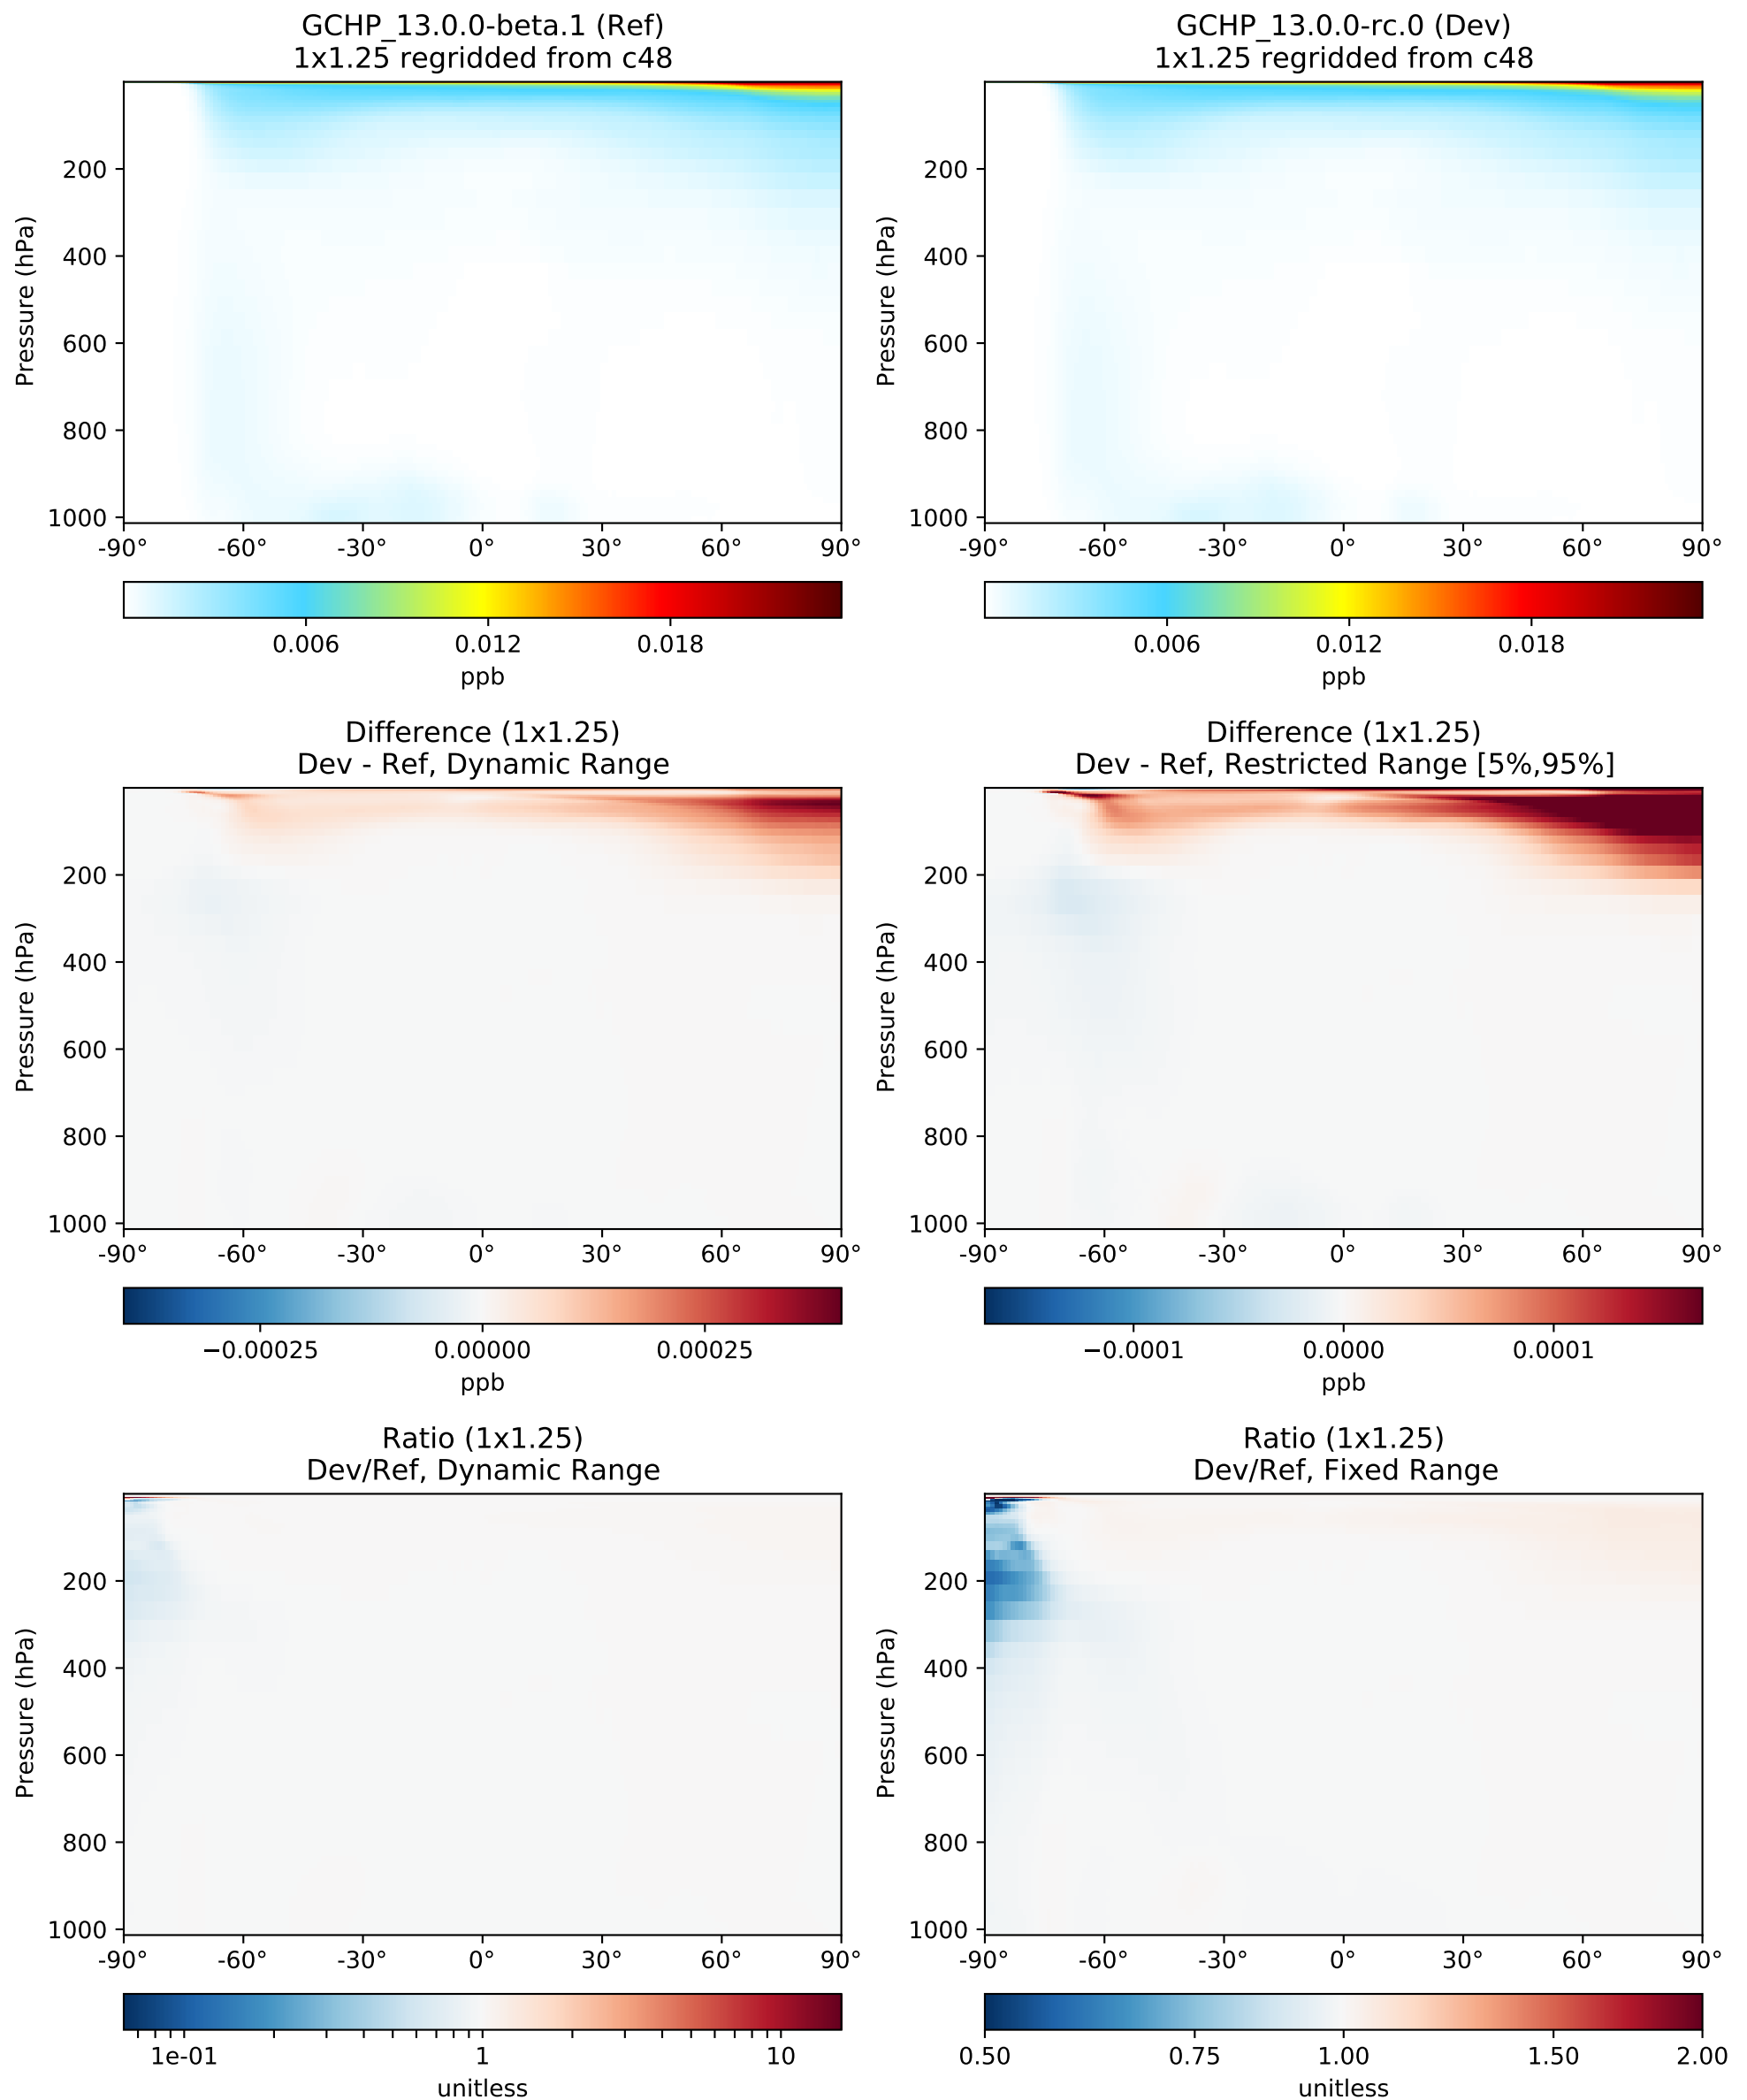 GCHP_13.0.0-beta.1 (Ref)
1x1.25 regridded from c48
Pressure (hPa)
200
400
600
800
1000
-90° -60° -30° 0° 30° 60° 90°
0.006 0.012 0.018
ppb
GCHP_13.0.0-rc.0 (Dev)
1x1.25 regridded from c48
Pressure (hPa)
200
400
600
800
1000
-90° -60° -30° 0° 30° 60° 90°
0.006 0.012 0.018
ppb
Difference (1x1.25)
Dev - Ref, Dynamic Range
Pressure (hPa)
200
400
600
800
1000
-90° -60° -30° 0° 30° 60° 90°
−0.00025 0.00000 0.00025
ppb
Difference (1x1.25)
Dev - Ref, Restricted Range [5%,95%]
Pressure (hPa)
200
400
600
800
1000
-90° -60° -30° 0° 30° 60° 90°
−0.0001 0.0000 0.0001
ppb
Ratio (1x1.25)
Dev/Ref, Dynamic Range
Pressure (hPa)
200
400
600
800
1000
-90° -60° -30° 0° 30° 60° 90°
1e-01 1 10
unitless
Ratio (1x1.25)
Dev/Ref, Fixed Range
Pressure (hPa)
200
400
600
800
1000
-90° -60° -30° 0° 30° 60° 90°
0.50 0.75 1.00 1.50 2.00
unitless